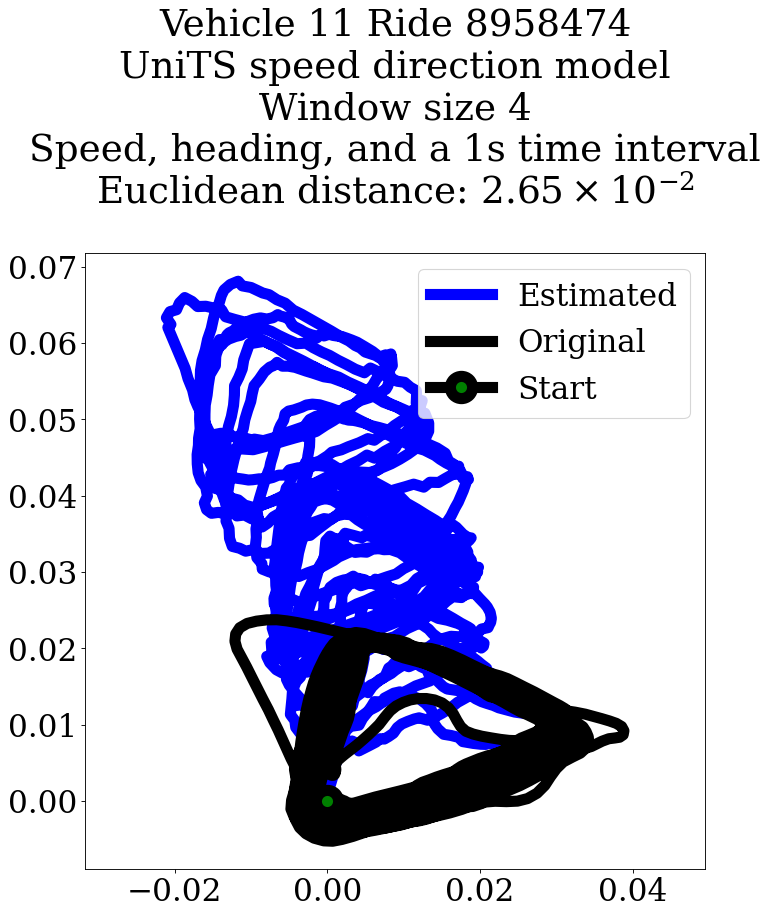 Vehicle 11 Ride 8958474
UniTS speed direction model
Window size 4
Speed, heading, and a 1s time interval
Euclidean distance: 2.65 × 10⁻²
Estimated
Original
Start
0.07
0.06
0.05
0.04
0.03
0.02
0.01
0.00
−0.02 0.00 0.02 0.04